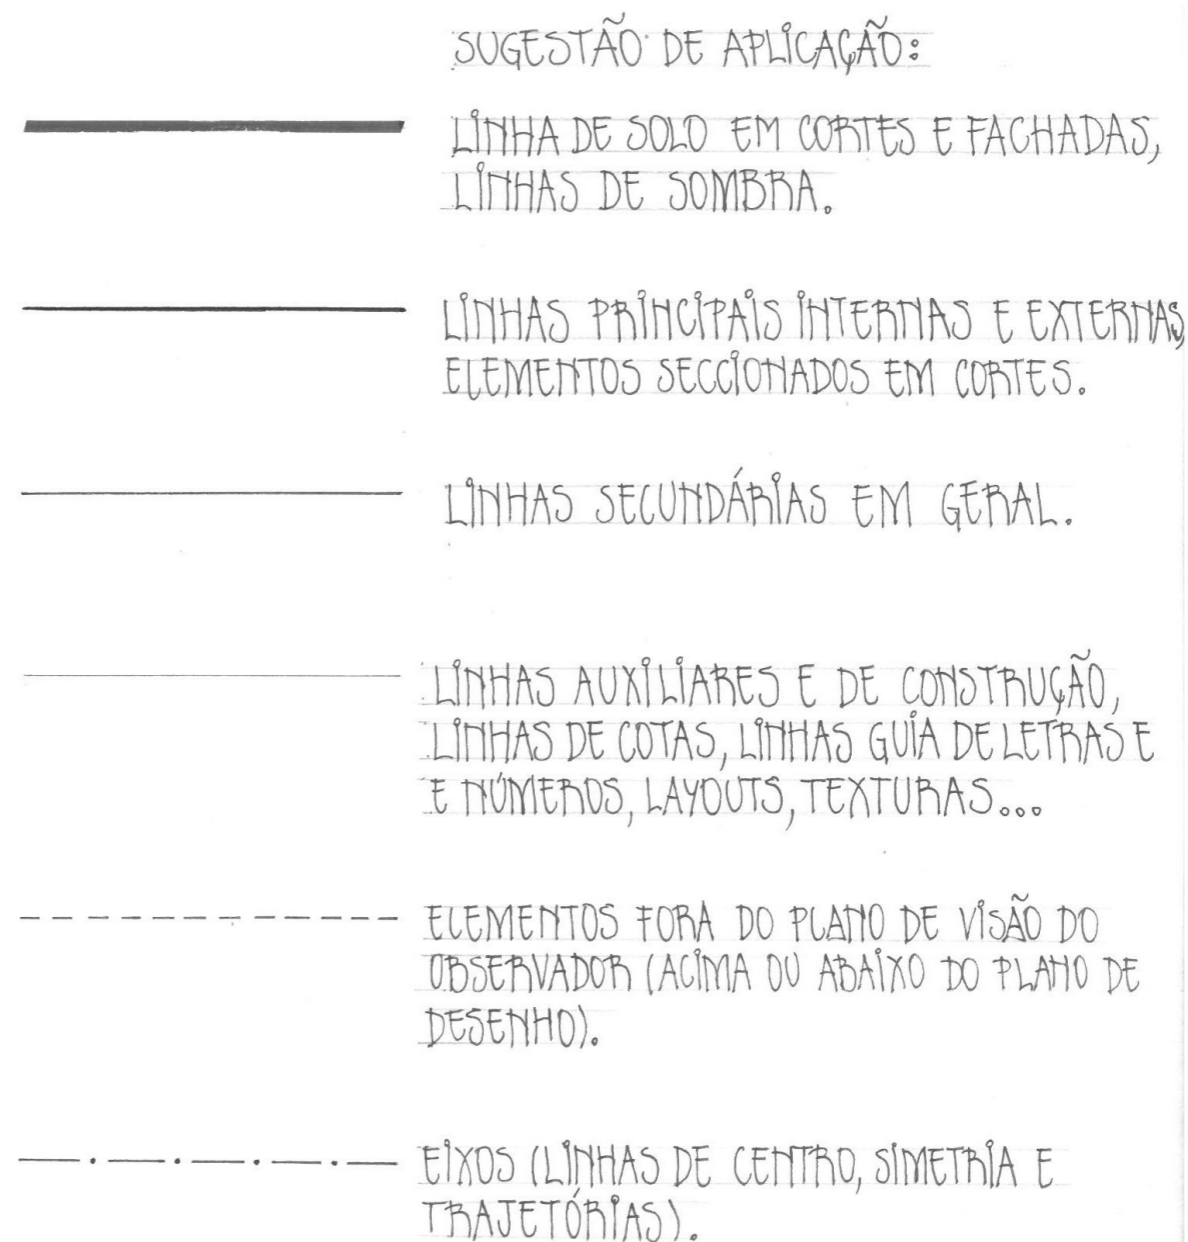 SUGESTÃO DE APLICAÇÃO:
LINHA DE SOLO EM CORTES E FACHADAS,
LINHAS DE SOMBRA.
LINHAS PRINCIPAIS INTERNAS E EXTERNAS,
ELEMENTOS SECCIONADOS EM CORTES.
LINHAS SECUNDÁRIAS EM GERAL.
LINHAS AUXILIARES E DE CONSTRUÇÃO,
LINHAS DE COTAS, LINHAS GUIA DE LETRAS E
E NÚMEROS, LAYOUTS, TEXTURAS...
ELEMENTOS FORA DO PLANO DE VISÃO DO
OBSERVADOR (ACIMA OU ABAIXO DO PLANO DE
DESENHO).
EIXOS (LINHAS DE CENTRO, SIMETRIA E
TRAJETÓRIAS).